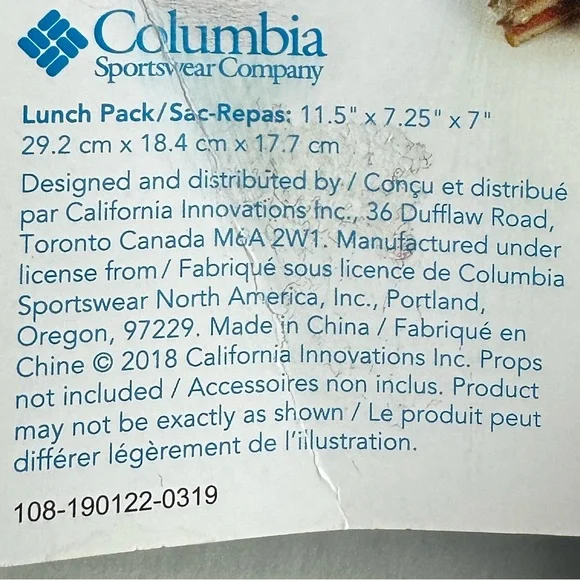 Columbia
Sportswear Company
Lunch Pack/Sac-Repas: 11.5" x 7.25" x 7"
29.2 cm x 18.4 cm x 17.7 cm
Designed and distributed by / Conçu et distribué
par California Innovations Inc., 36 Dufflaw Road,
Toronto Canada M6A 2W1. Manufactured under
license from / Fabriqué sous licence de Columbia
Sportswear North America, Inc., Portland,
Oregon, 97229. Made in China / Fabriqué en
Chine © 2018 California Innovations Inc. Props
not included / Accessoires non inclus. Product
may not be exactly as shown / Le produit peut
différer légèrement de l'iilustration.
108-190122-0319